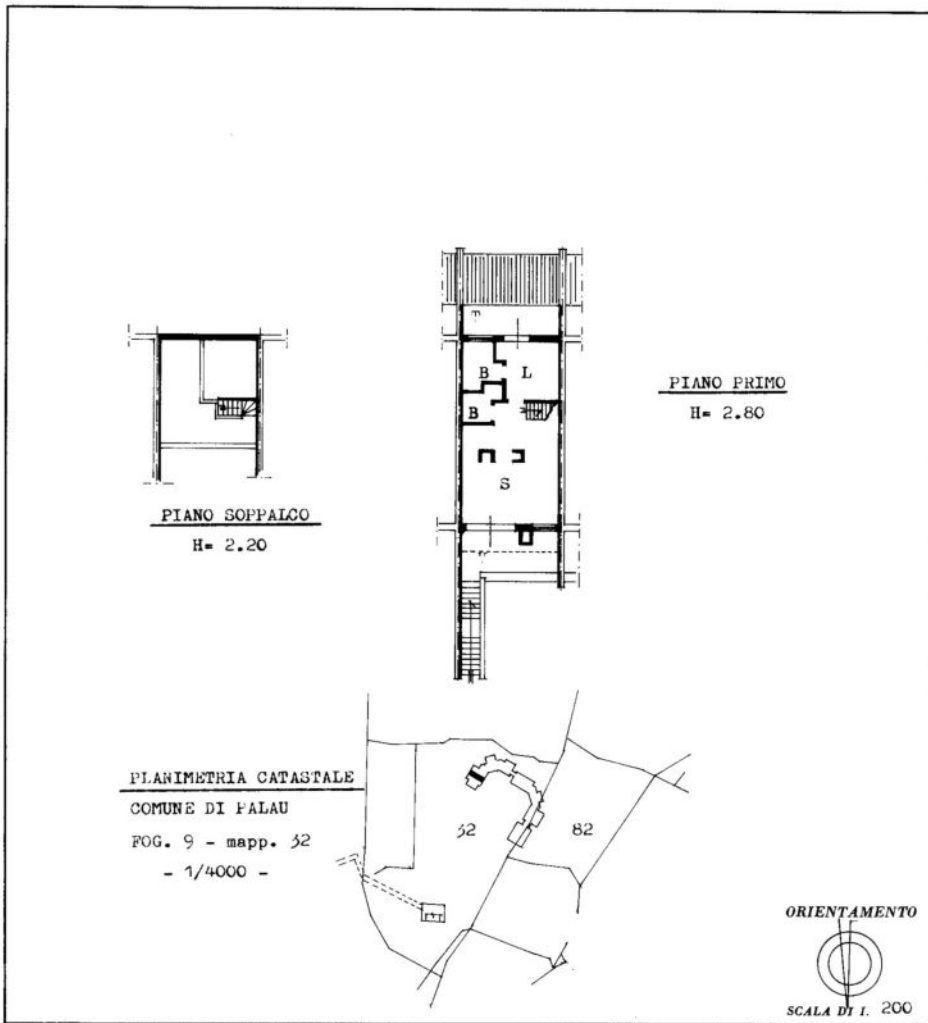 B
L
B
S
PIANO PRIMO
H= 2.80
PIANO SOPPALCO
H= 2.20
PLANIMETRIA CATASTALE
COMUNE DI PALAU
FOG. 9 - mapp. 32
- 1/4000 -
32
82
ORIENTAMENTO
SCALA DI I. 200